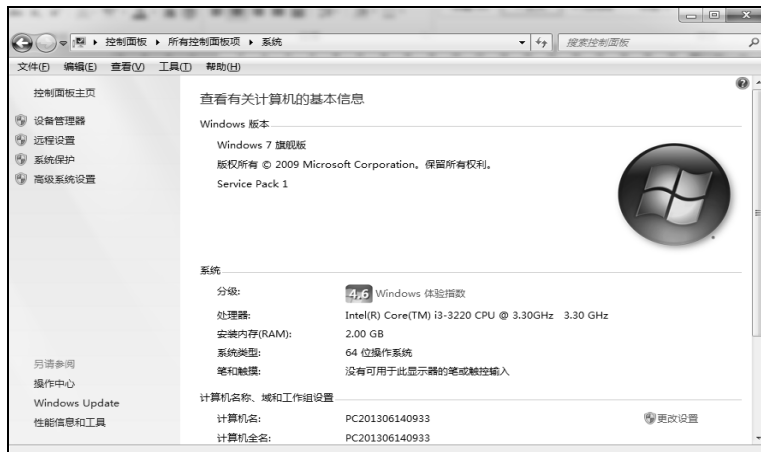 控制面板 ▸ 所有控制面板项 ▸ 系统
搜索控制面板
文件(F) 编辑(E) 查看(V) 工具(T) 帮助(H)
控制面板主页
设备管理器
远程设置
系统保护
高级系统设置
另请参阅
操作中心
Windows Update
性能信息和工具
查看有关计算机的基本信息
Windows 版本
Windows 7 旗舰版
版权所有 © 2009 Microsoft Corporation。保留所有权利。
Service Pack 1
系统
分级: 4.6 Windows 体验指数
处理器: Intel(R) Core(TM) i3-3220 CPU @ 3.30GHz 3.30 GHz
安装内存(RAM): 2.00 GB
系统类型: 64 位操作系统
笔和触摸: 没有可用于此显示器的笔或触控输入
计算机名称、域和工作组设置
计算机名: PC201306140933 更改设置
计算机全名: PC201306140933